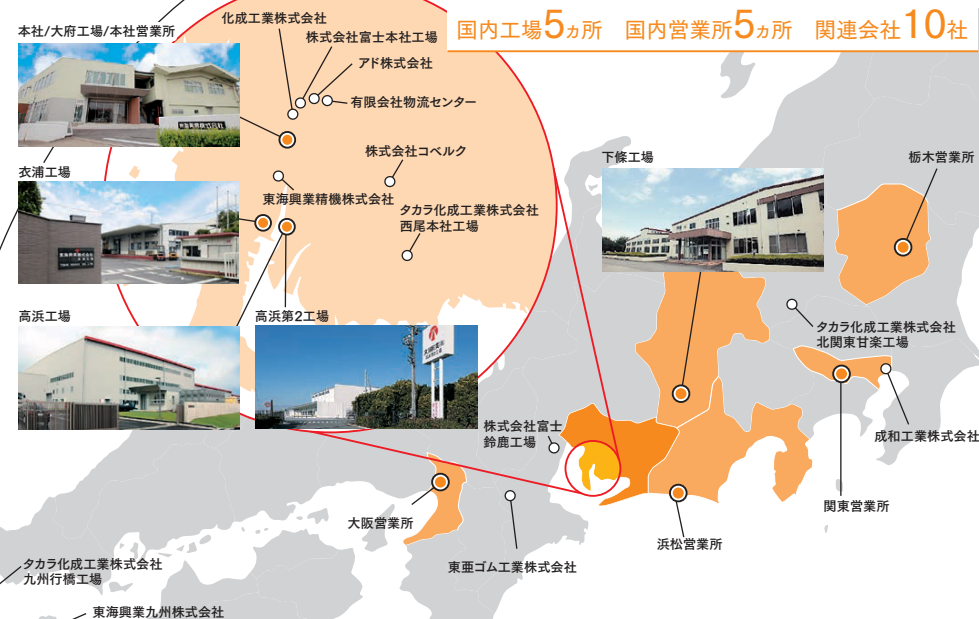 国内工場5ヵ所 国内営業所5ヵ所 関連会社10社
本社/大府工場/本社営業所
化成工業株式会社
株式会社富士本社工場
アド株式会社
有限会社物流センター
株式会社コベルク
衣浦工場
東海興業精機株式会社
タカラ化成工業株式会社
西尾本社工場
下條工場
栃木営業所
高浜工場
高浜第2工場
タカラ化成工業株式会社
北関東甘楽工場
株式会社富士
鈴鹿工場
成和工業株式会社
関東営業所
大阪営業所
浜松営業所
東亜ゴム工業株式会社
タカラ化成工業株式会社
九州行橋工場
東海興業九州株式会社